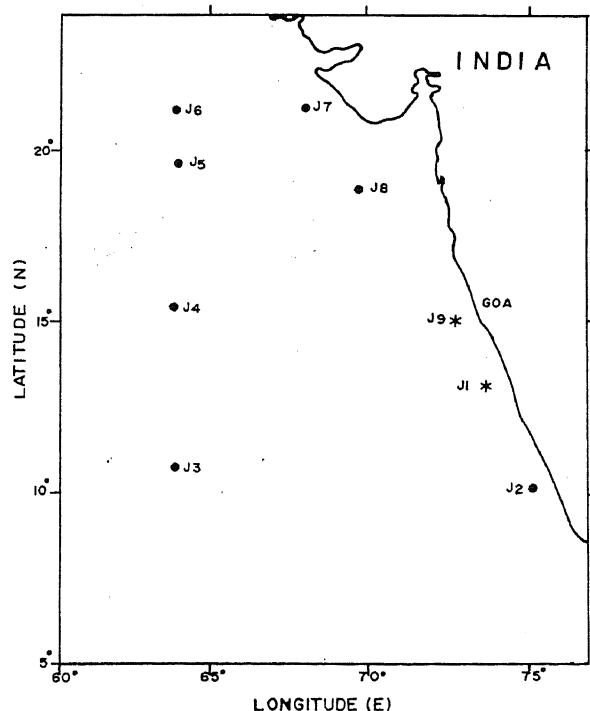 INDIA
J6
J7
20°
J5
J8
GOA
J4
J9
15°
J1
J3
J2
10°
5°
60°
65°
70°
75°
LATITUDE (N)
LONGITUDE (E)